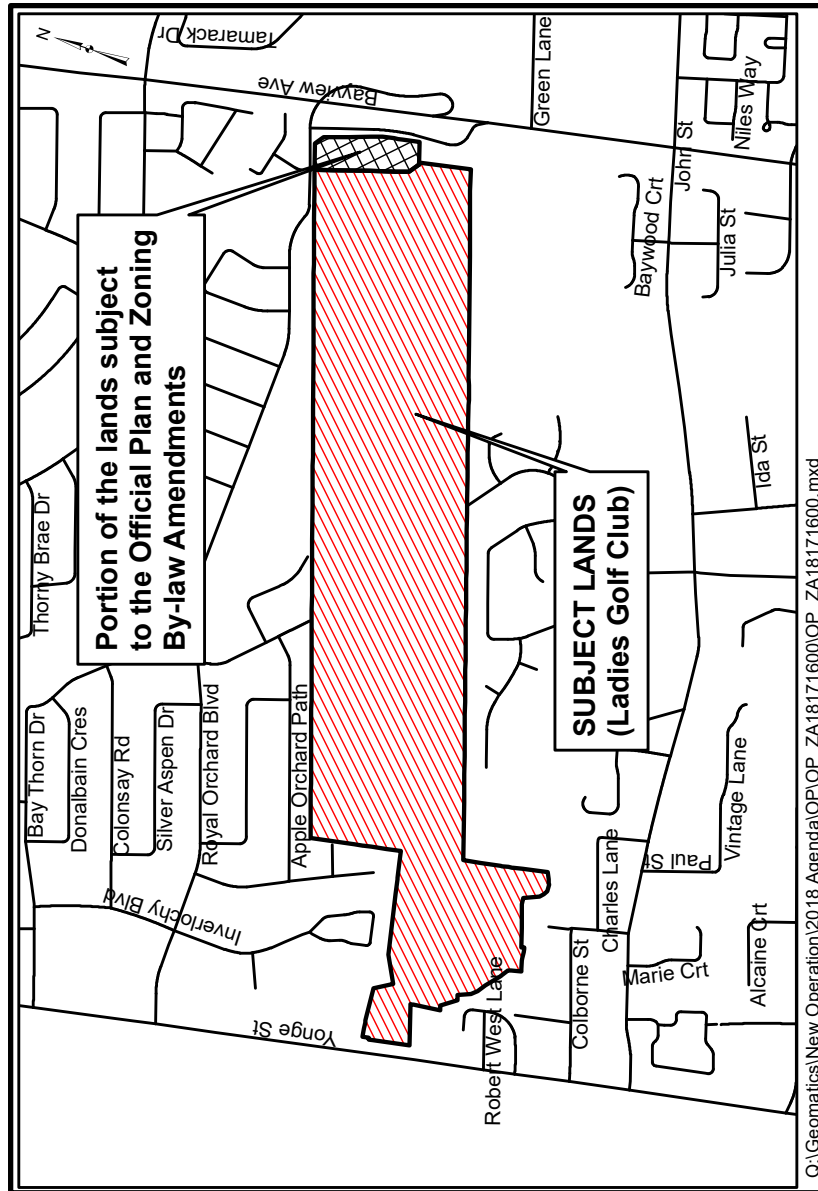 N
Tamarack Dr
Bayview Ave
Green Lane
Niles Way
John St
Baywood Crt
Julia St
Portion of the lands subject
to the Official Plan and Zoning
By-law Amendments
Thorny Brae Dr
Bay Thorn Dr
Donalbain Cres
Colonsay Rd
Silver Aspen Dr
Royal Orchard Blvd
Apple Orchard Path
Inverlochy Blvd
Yonge St
SUBJECT LANDS
(Ladies Golf Club)
Ida St
Vintage Lane
Paul St
Charles Lane
Colborne St
Marie Crt
Alcaine Crt
Robert West Lane
Q:\Geomatics\New Operation\2018 Agenda\OP\OP_ZA18171600\OP_ZA18171600.mxd